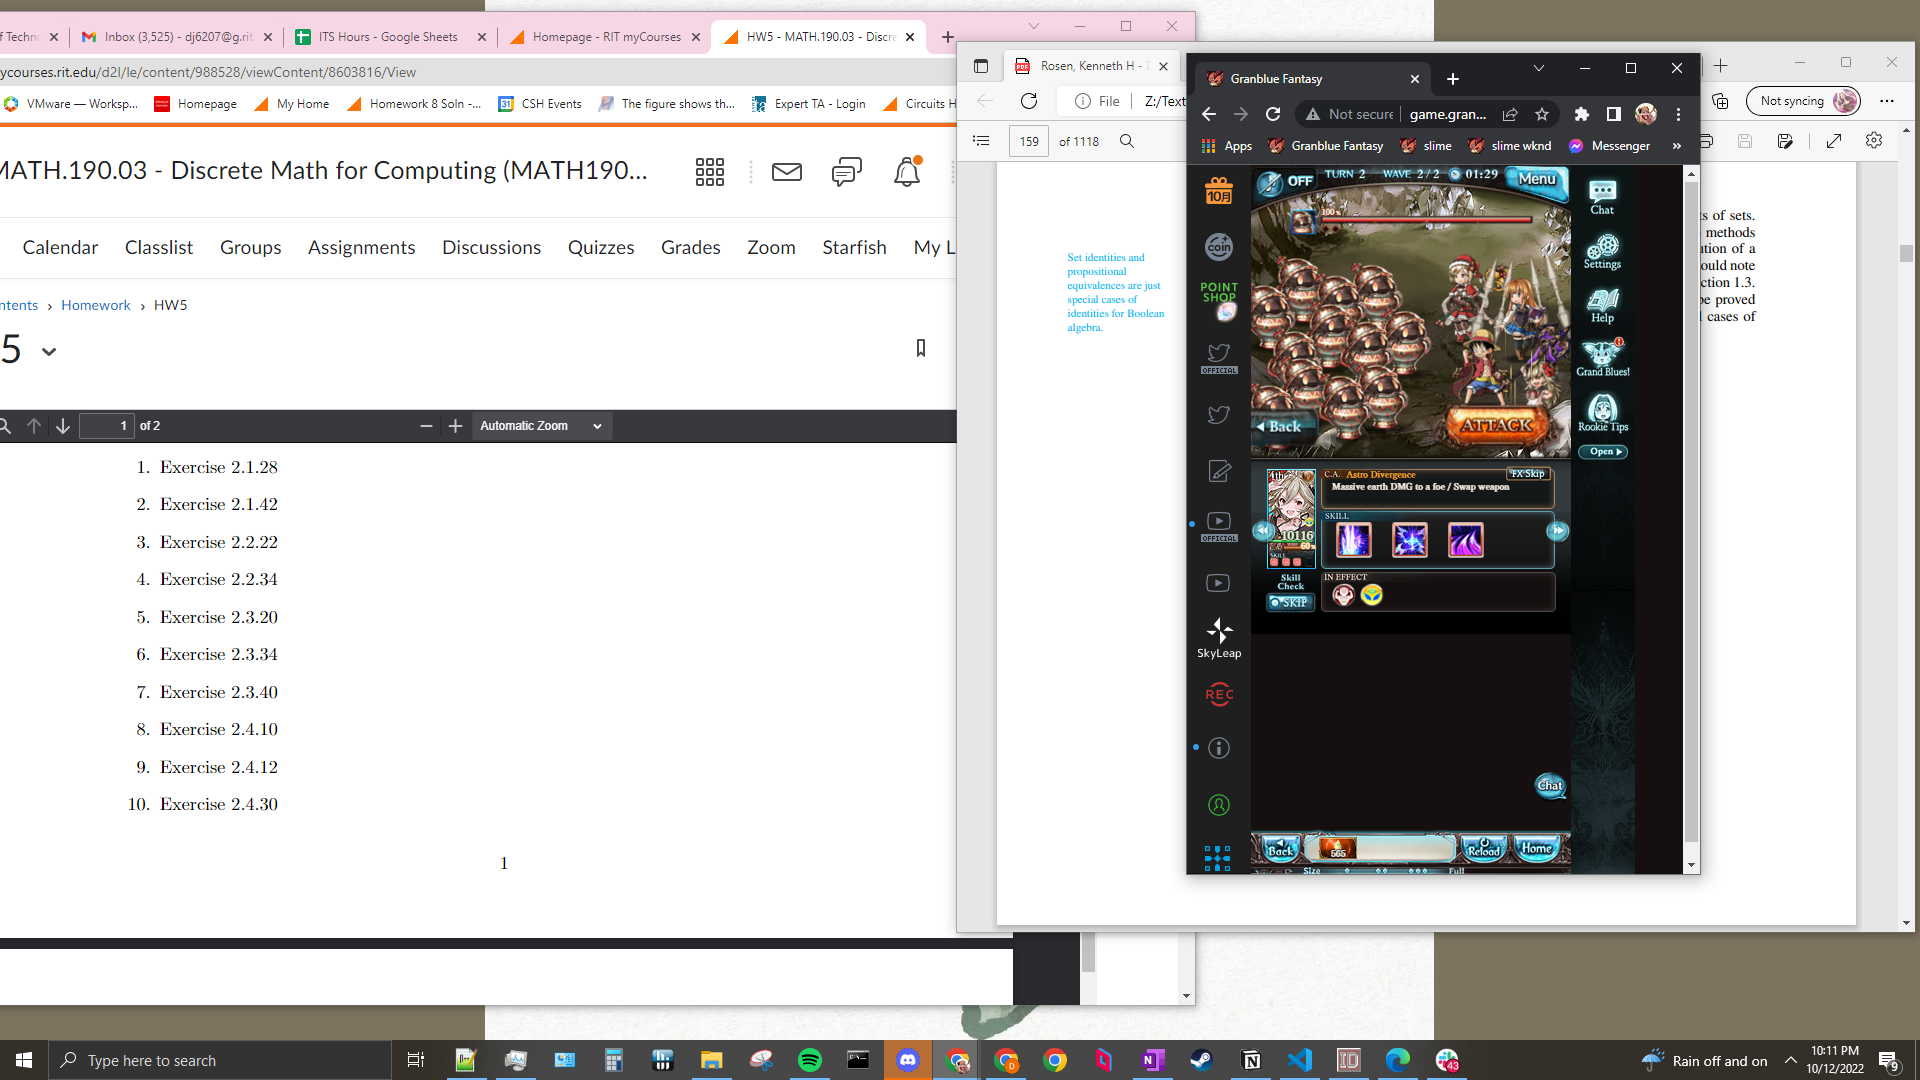 f Techno
Inbox (3,525) - dj6207@g.rit
ITS Hours - Google Sheets
Homepage - RIT myCourses
HW5 - MATH.190.03 - Discre
ycourses.rit.edu/d2l/le/content/988528/viewContent/8603816/View
VMware — Worksp...
Homepage
My Home
Homework 8 Soln -...
CSH Events
The figure shows th...
Expert TA - Login
Circuits H
MATH.190.03 - Discrete Math for Computing (MATH190...
Calendar
Classlist
Groups
Assignments
Discussions
Quizzes
Grades
Zoom
Starfish
My L
ntents › Homework › HW5
5
1 of 2
Automatic Zoom
1. Exercise 2.1.28
2. Exercise 2.1.42
3. Exercise 2.2.22
4. Exercise 2.2.34
5. Exercise 2.3.20
6. Exercise 2.3.34
7. Exercise 2.3.40
8. Exercise 2.4.10
9. Exercise 2.4.12
10. Exercise 2.4.30
1
Rosen, Kenneth H -
File
Z:/Text
Not syncing
159 of 1118
Set identities and
propositional
equivalences are just
special cases of
identities for Boolean
algebra.
ts of sets.
methods
ution of a
ould note
ction 1.3.
be proved
l cases of
Granblue Fantasy
Not secure
game.gran...
Apps
Granblue Fantasy
slime
slime wknd
Messenger
»
10月
coin
POINT
SHOP
OFFICIAL
OFFICIAL
SkyLeap
REC
OFF
TURN 2
WAVE 2/2
01:29
Menu
100%
Back
ATTACK
Chat
Settings
Help
Grand Blues!
Rookie Tips
Open
4th
10116
C.A.
60%
SKILL
Skill
Check
SKIP
C.A. Astro Divergence
FX Skip
Massive earth DMG to a foe / Swap weapon
SKILL
IN EFFECT
Chat
Back
565
Reload
Home
Size
Full
Type here to search
43
Rain off and on
10:11 PM
10/12/2022
9